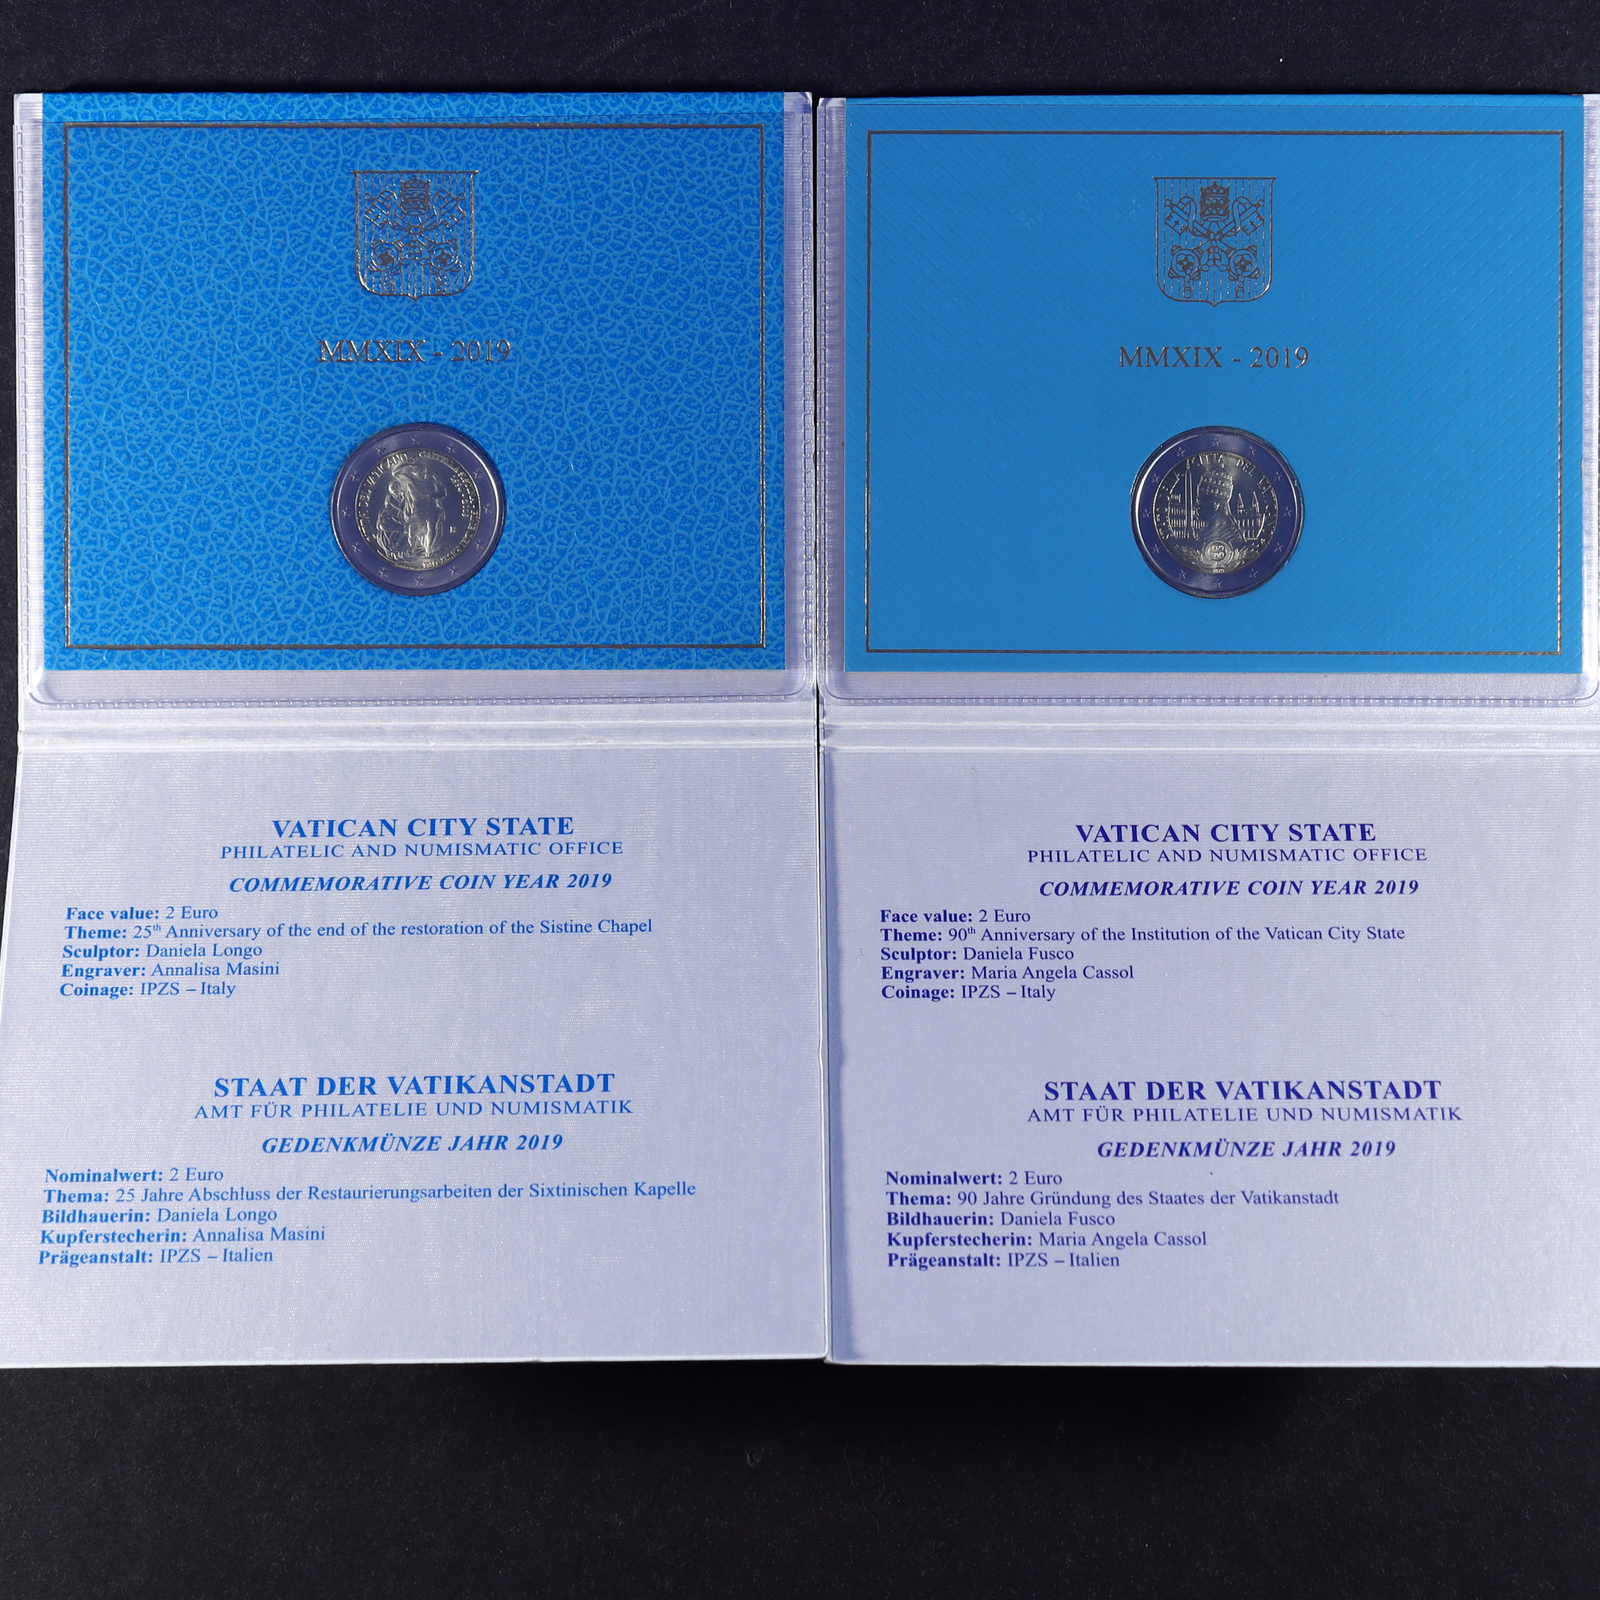 MMXIX - 2019
VATICAN CITY STATE
PHILATELIC AND NUMISMATIC OFFICE
COMMEMORATIVE COIN YEAR 2019
Face value: 2 Euro
Theme: 25th Anniversary of the end of the restoration of the Sistine Chapel
Sculptor: Daniela Longo
Engraver: Annalisa Masini
Coinage: IPZS – Italy
STAAT DER VATIKANSTADT
AMT FÜR PHILATELIE UND NUMISMATIK
GEDENKMÜNZE JAHR 2019
Nominalwert: 2 Euro
Thema: 25 Jahre Abschluss der Restaurierungsarbeiten der Sixtinischen Kapelle
Bildhauerin: Daniela Longo
Kupferstecherin: Annalisa Masini
Prägeanstalt: IPZS – Italien
MMXIX - 2019
CITTÀ DEL
VATICAN CITY STATE
PHILATELIC AND NUMISMATIC OFFICE
COMMEMORATIVE COIN YEAR 2019
Face value: 2 Euro
Theme: 90th Anniversary of the Institution of the Vatican City State
Sculptor: Daniela Fusco
Engraver: Maria Angela Cassol
Coinage: IPZS – Italy
STAAT DER VATIKANSTADT
AMT FÜR PHILATELIE UND NUMISMATIK
GEDENKMÜNZE JAHR 2019
Nominalwert: 2 Euro
Thema: 90 Jahre Gründung des Staates der Vatikanstadt
Bildhauerin: Daniela Fusco
Kupferstecherin: Maria Angela Cassol
Prägeanstalt: IPZS – Italien